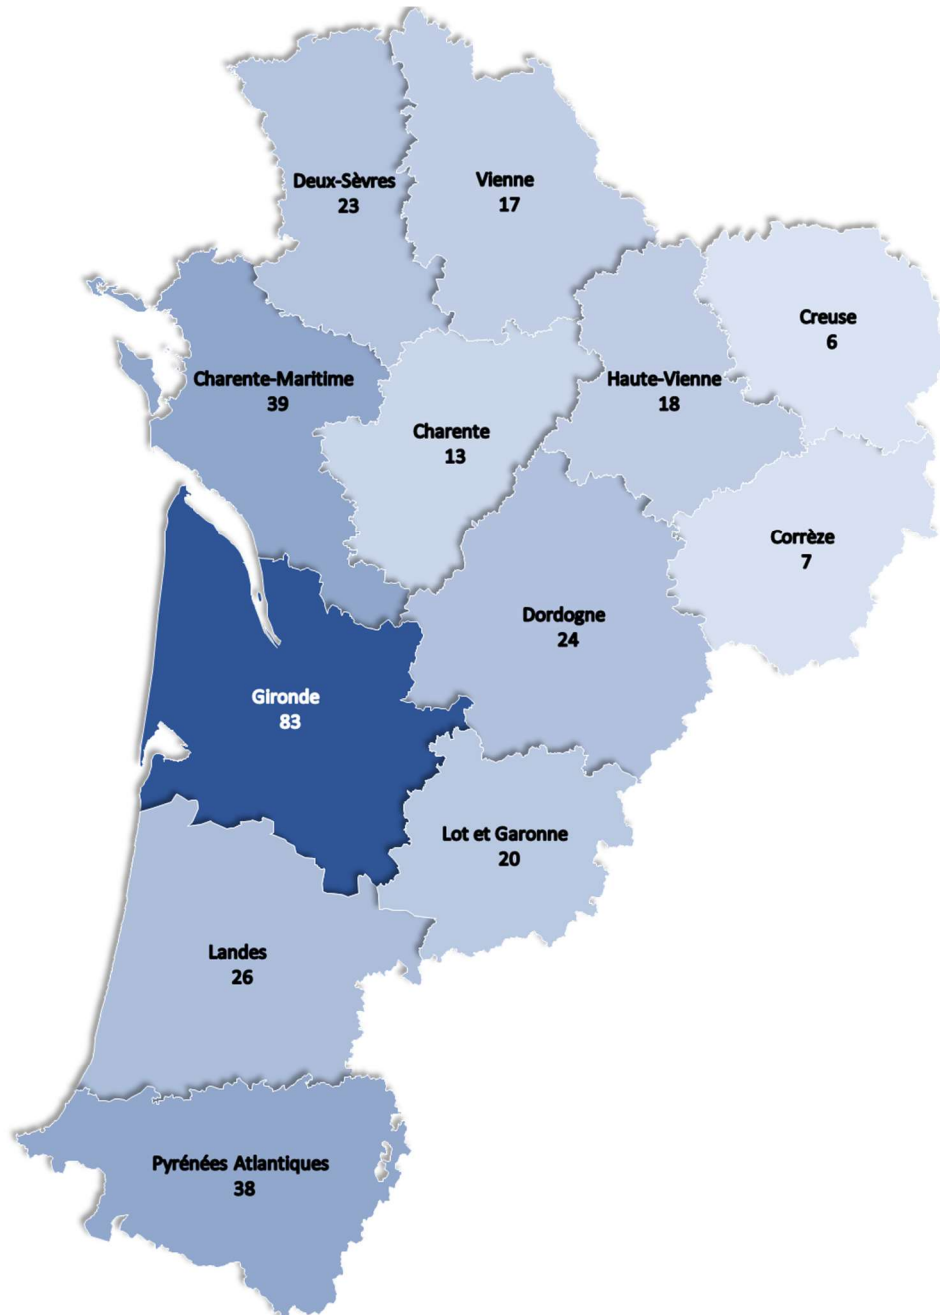 Deux-Sèvres
23
Vienne
17
Creuse
6
Charente-Maritime
39
Haute-Vienne
18
Charente
13
Corrèze
7
Dordogne
24
Gironde
83
Lot et Garonne
20
Landes
26
Pyrénées Atlantiques
38